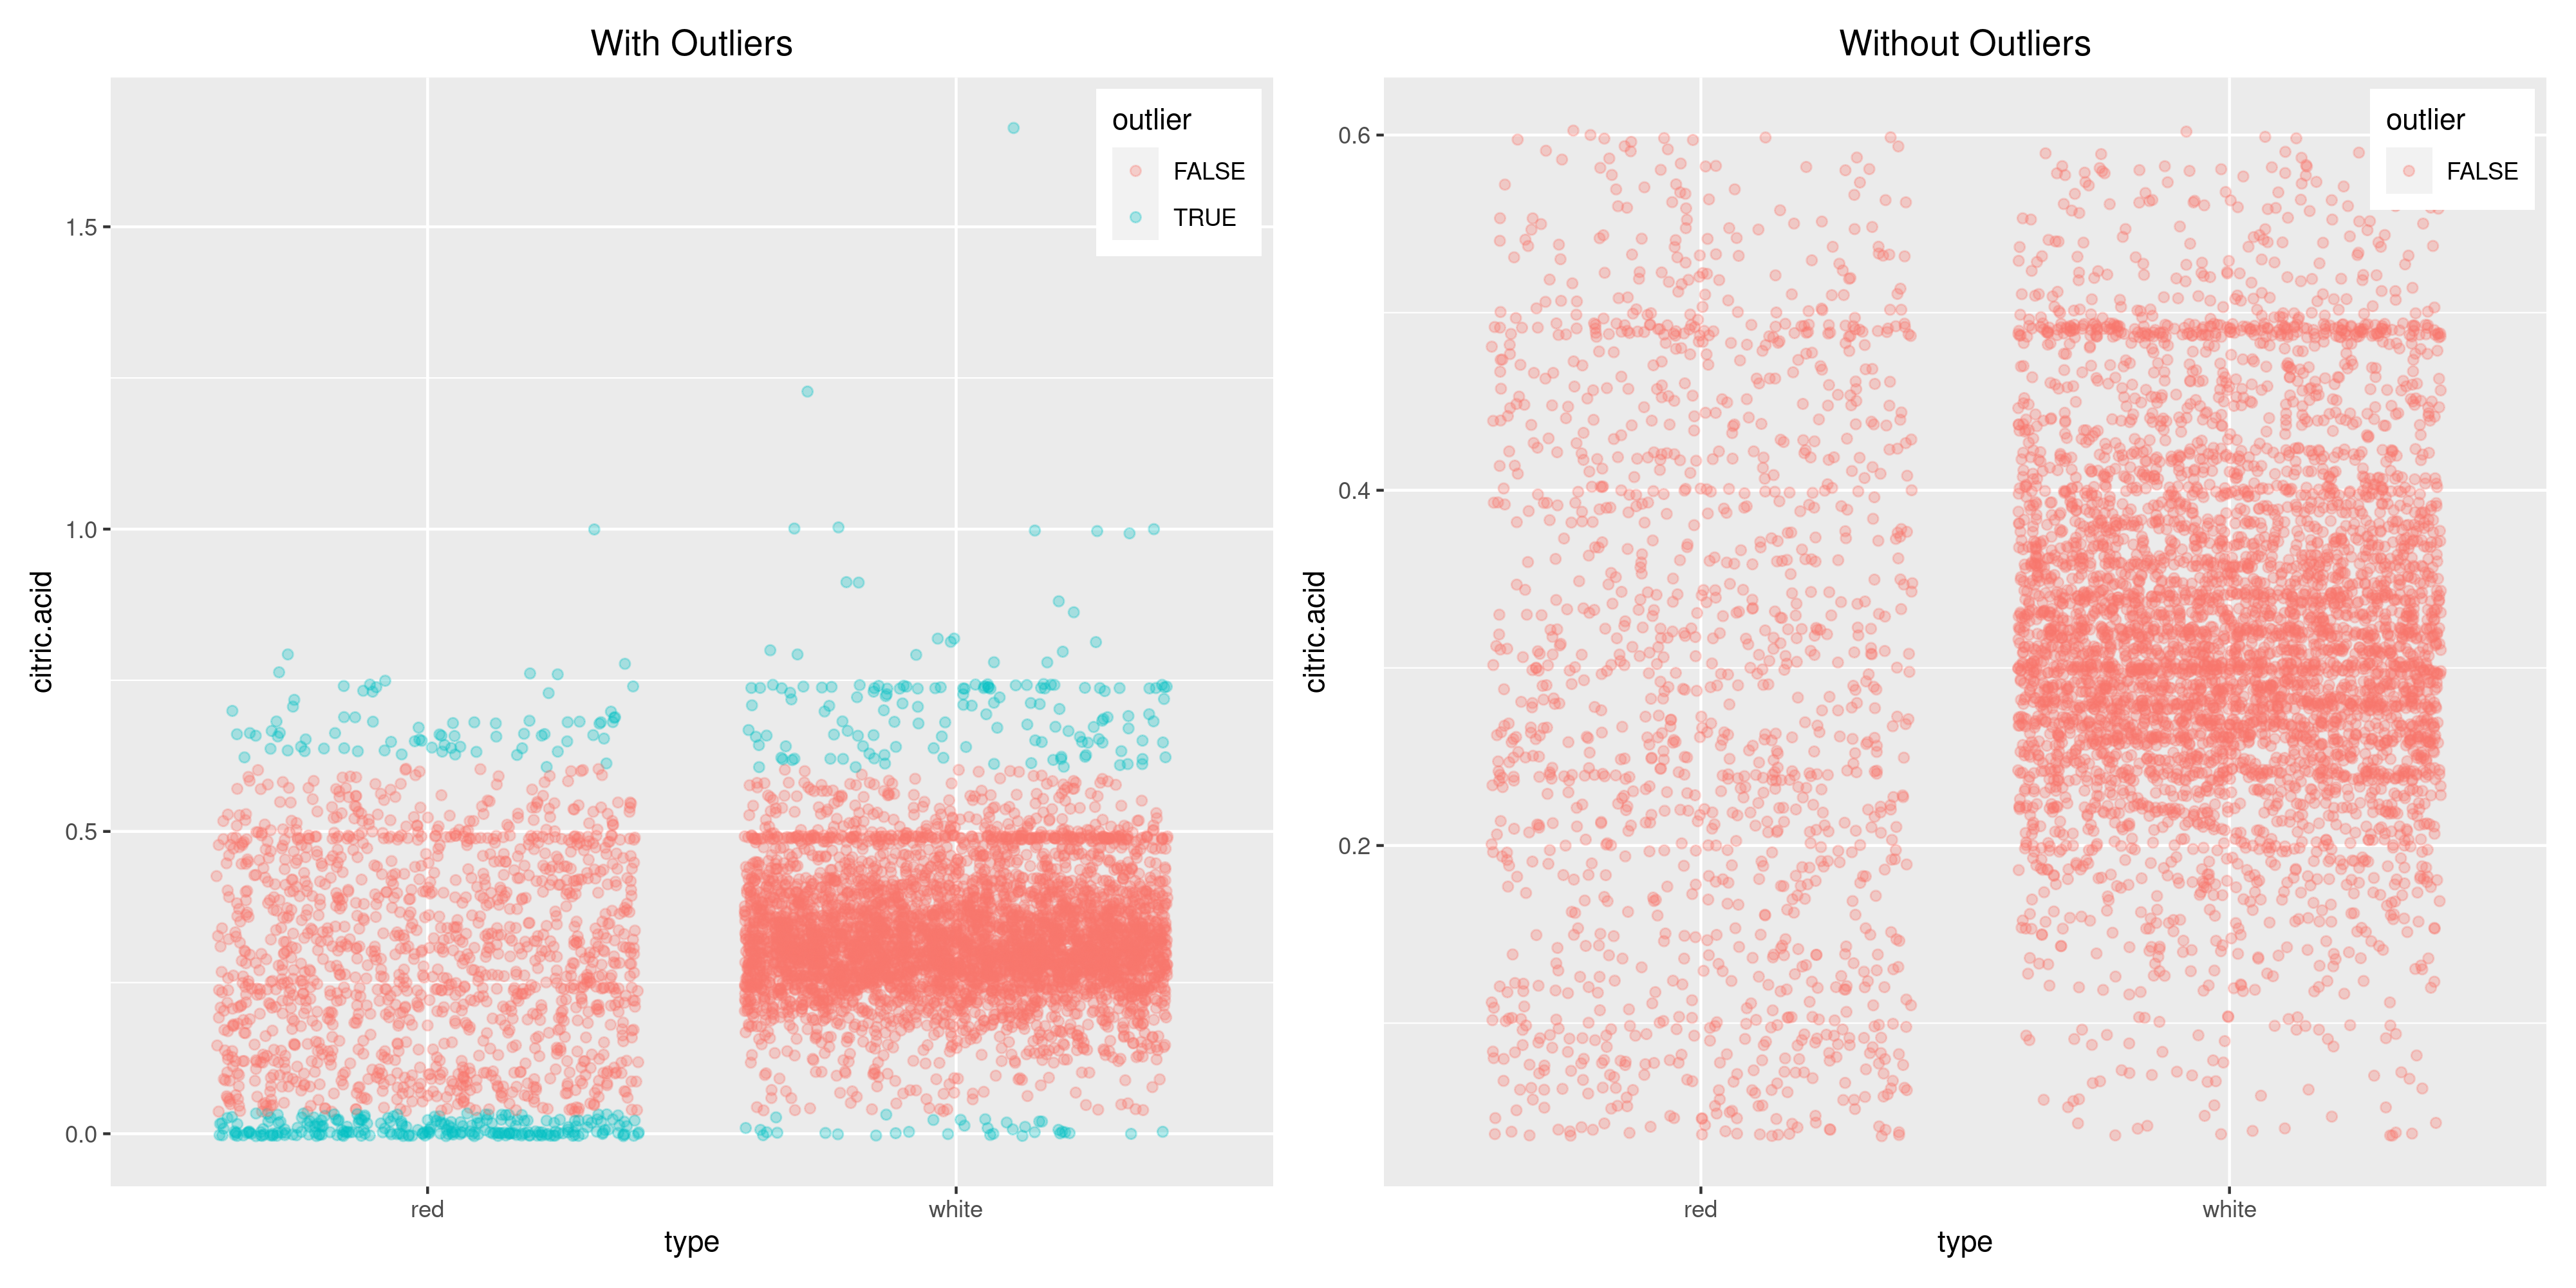 With Outliers
citric.acid
1.5
1.0
0.5
0.0
outlier
FALSE
TRUE
red
white
type
Without Outliers
citric.acid
0.6
0.4
0.2
outlier
FALSE
red
white
type